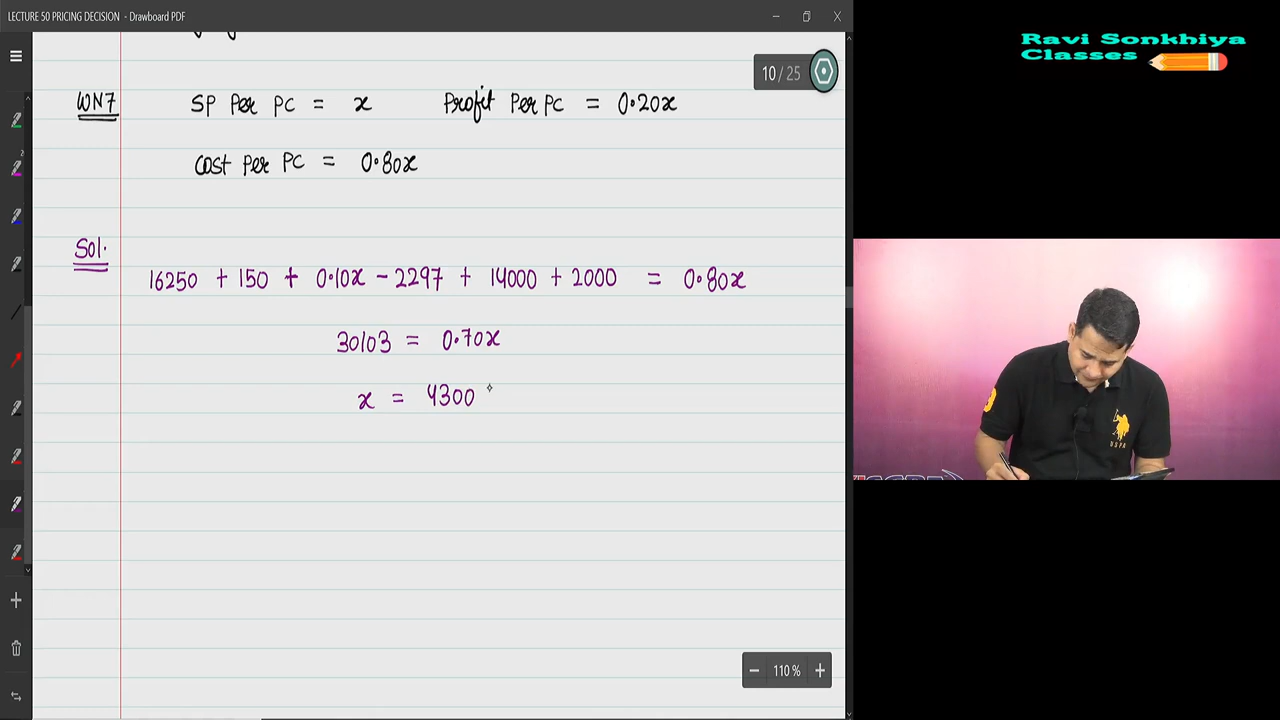 LECTURE 50 PRICING DECISION - Drawboard PDF
Ravi Sonkhiya
Classes
10 / 25
WN7 SP Per PC = x Profit Per PC = 0.20x
Cost Per PC = 0.80x
Sol.
16250 + 150 + 0.10x - 2297 + 14000 + 2000 = 0.80x
30103 = 0.70x
x = 4300
110 %
USPA
3